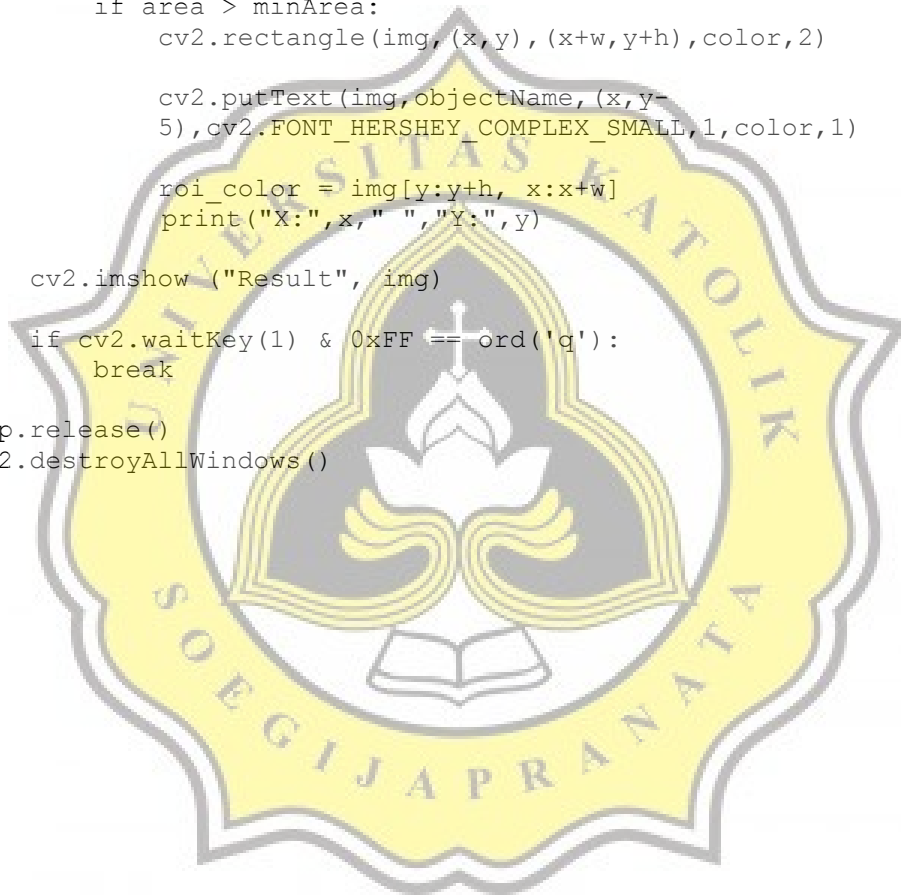 if area > minArea:
cv2.rectangle(img,(x,y),(x+w,y+h),color,2)
cv2.putText(img,objectName,(x,y-
5),cv2.FONT_HERSHEY_COMPLEX_SMALL,1,color,1)
roi_color = img[y:y+h, x:x+w]
print("X:",x," ","Y:",y)
cv2.imshow ("Result", img)
if cv2.waitKey(1) & 0xFF == ord('q'):
break
p.release()
2.destroyAllWindows()
UNIVERSITAS KATOLIK
SOEGIJAPRANATA